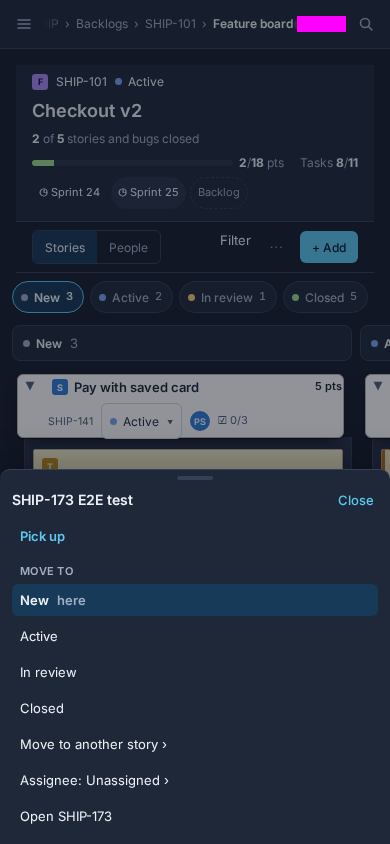 Backlogs › SHIP-101 › Feature board
F SHIP-101 Active
Checkout v2
2 of 5 stories and bugs closed
2/18 pts Tasks 8/11
Sprint 24 Sprint 25 Backlog
Stories People Filter ... + Add
New 3 Active 2 In review 1 Closed 5
New 3
S Pay with saved card 5 pts
SHIP-141 Active PS 0/3
T
SHIP-173 E2E test Close
Pick up
MOVE TO
New here
Active
In review
Closed
Move to another story ›
Assignee: Unassigned ›
Open SHIP-173